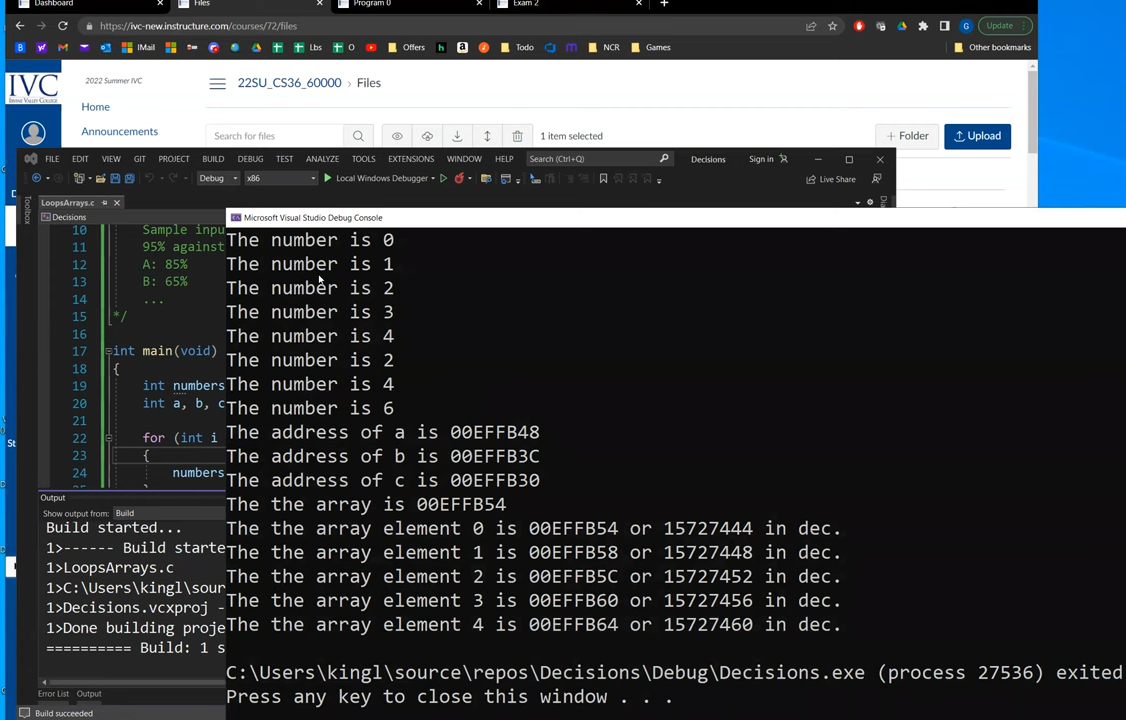 Dashboard
Files
Program 0
Exam 2
https://ivc-new.instructure.com/courses/72/files
Update
IMail
Lbs
O
Offers
Todo
NCR
Games
Other bookmarks
IVC
2022 Summer IVC
22SU_CS36_60000 › Files
Home
Announcements
Search for files
1 item selected
+ Folder
Upload
FILE EDIT VIEW GIT PROJECT BUILD DEBUG TEST ANALYZE TOOLS EXTENSIONS WINDOW HELP Search (Ctrl+Q) Decisions Sign in
Debug x86 Local Windows Debugger Live Share
Toolbox
LoopsArrays.c
Decisions
Microsoft Visual Studio Debug Console
10 Sample inpu
11 95% against
12 A: 85%
13 B: 65%
14 ...
15 */
16
17 int main(void)
18 {
19 int numbers
20 int a, b, c
21
22 for (int i
23 {
24 numbers
The number is 0
The number is 1
The number is 2
The number is 3
The number is 4
The number is 2
The number is 4
The number is 6
The address of a is 00EFFB48
The address of b is 00EFFB3C
The address of c is 00EFFB30
The the array is 00EFFB54
The the array element 0 is 00EFFB54 or 15727444 in dec.
The the array element 1 is 00EFFB58 or 15727448 in dec.
The the array element 2 is 00EFFB5C or 15727452 in dec.
The the array element 3 is 00EFFB60 or 15727456 in dec.
The the array element 4 is 00EFFB64 or 15727460 in dec.
C:\Users\kingl\source\repos\Decisions\Debug\Decisions.exe (process 27536) exited
Press any key to close this window . . .
Output
Show output from: Build
Build started...
1>------ Build starte
1>LoopsArrays.c
1>C:\Users\kingl\sour
1>Decisions.vcxproj -
1>Done building proje
========== Build: 1 s
Error List Output
Build succeeded